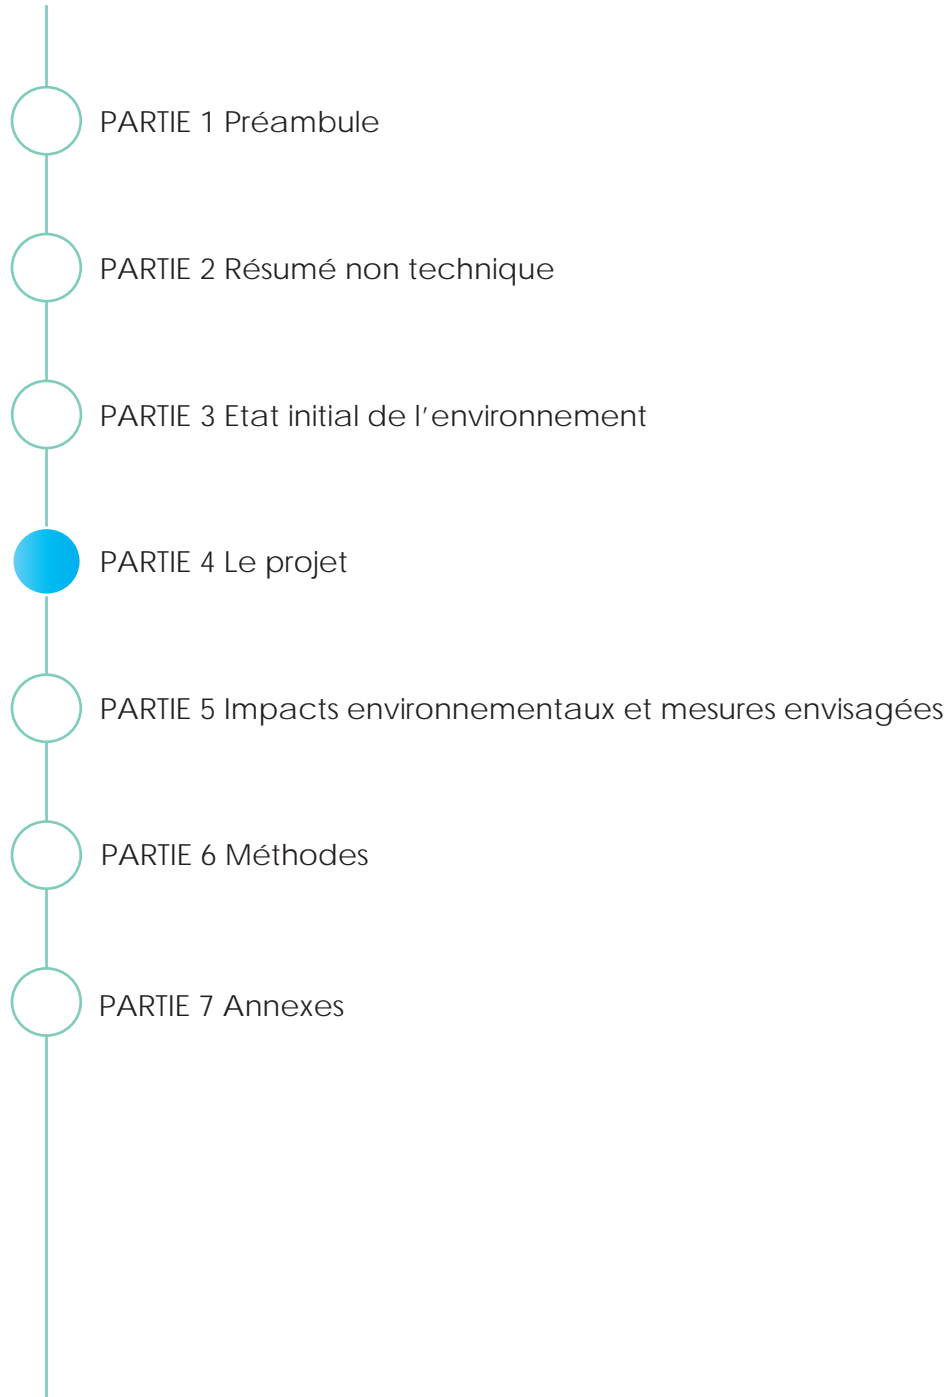 PARTIE 1 Préambule
PARTIE 2 Résumé non technique
PARTIE 3 Etat initial de l’environnement
PARTIE 4 Le projet
PARTIE 5 Impacts environnementaux et mesures envisagées
PARTIE 6 Méthodes
PARTIE 7 Annexes